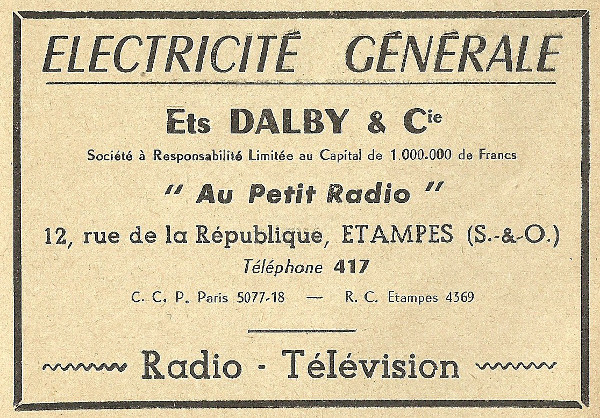 ELECTRICITÉ GÉNÉRALE
Ets DALBY & Cie
Société à Responsabilité Limitée au Capital de 1.000.000 de Francs
" Au Petit Radio "
12, rue de la République, ETAMPES (S.-&-O.)
Téléphone 417
C. C. P. Paris 5077-18 — R. C. Etampes 4369
Radio - Télévision